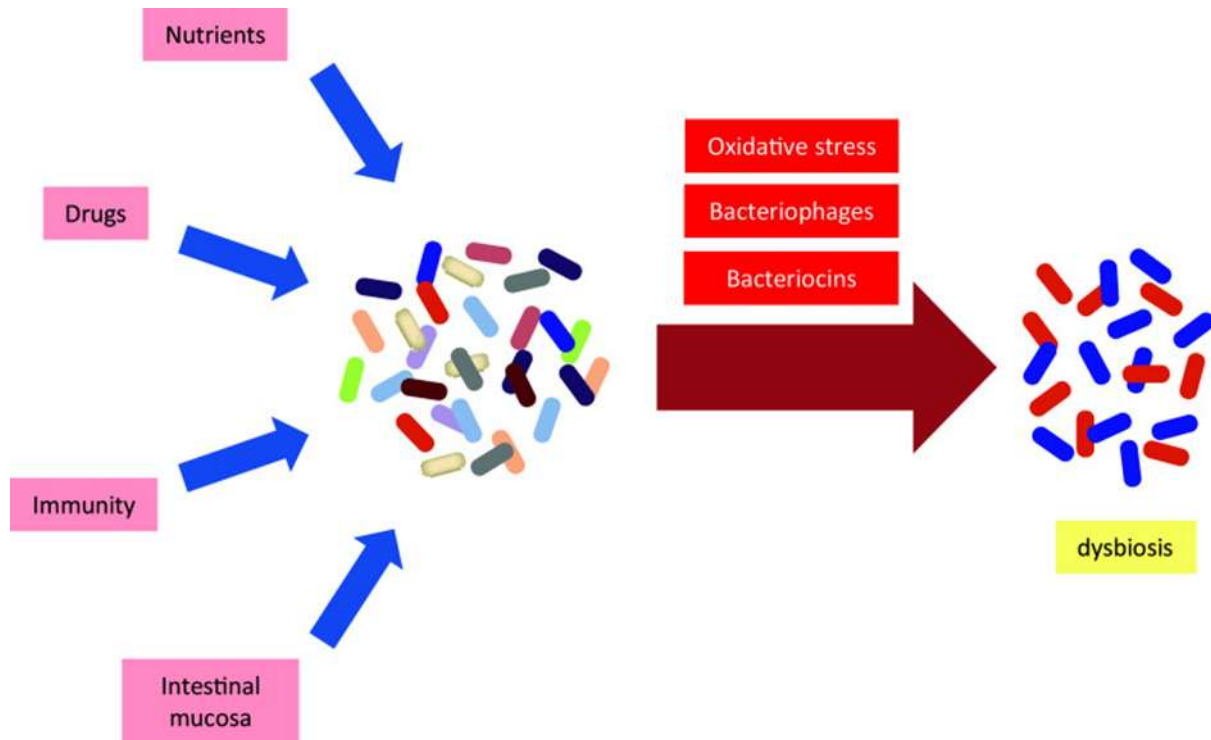 Nutrients
Drugs
Immunity
Intestinal
mucosa
Oxidative stress
Bacteriophages
Bacteriocins
dysbiosis